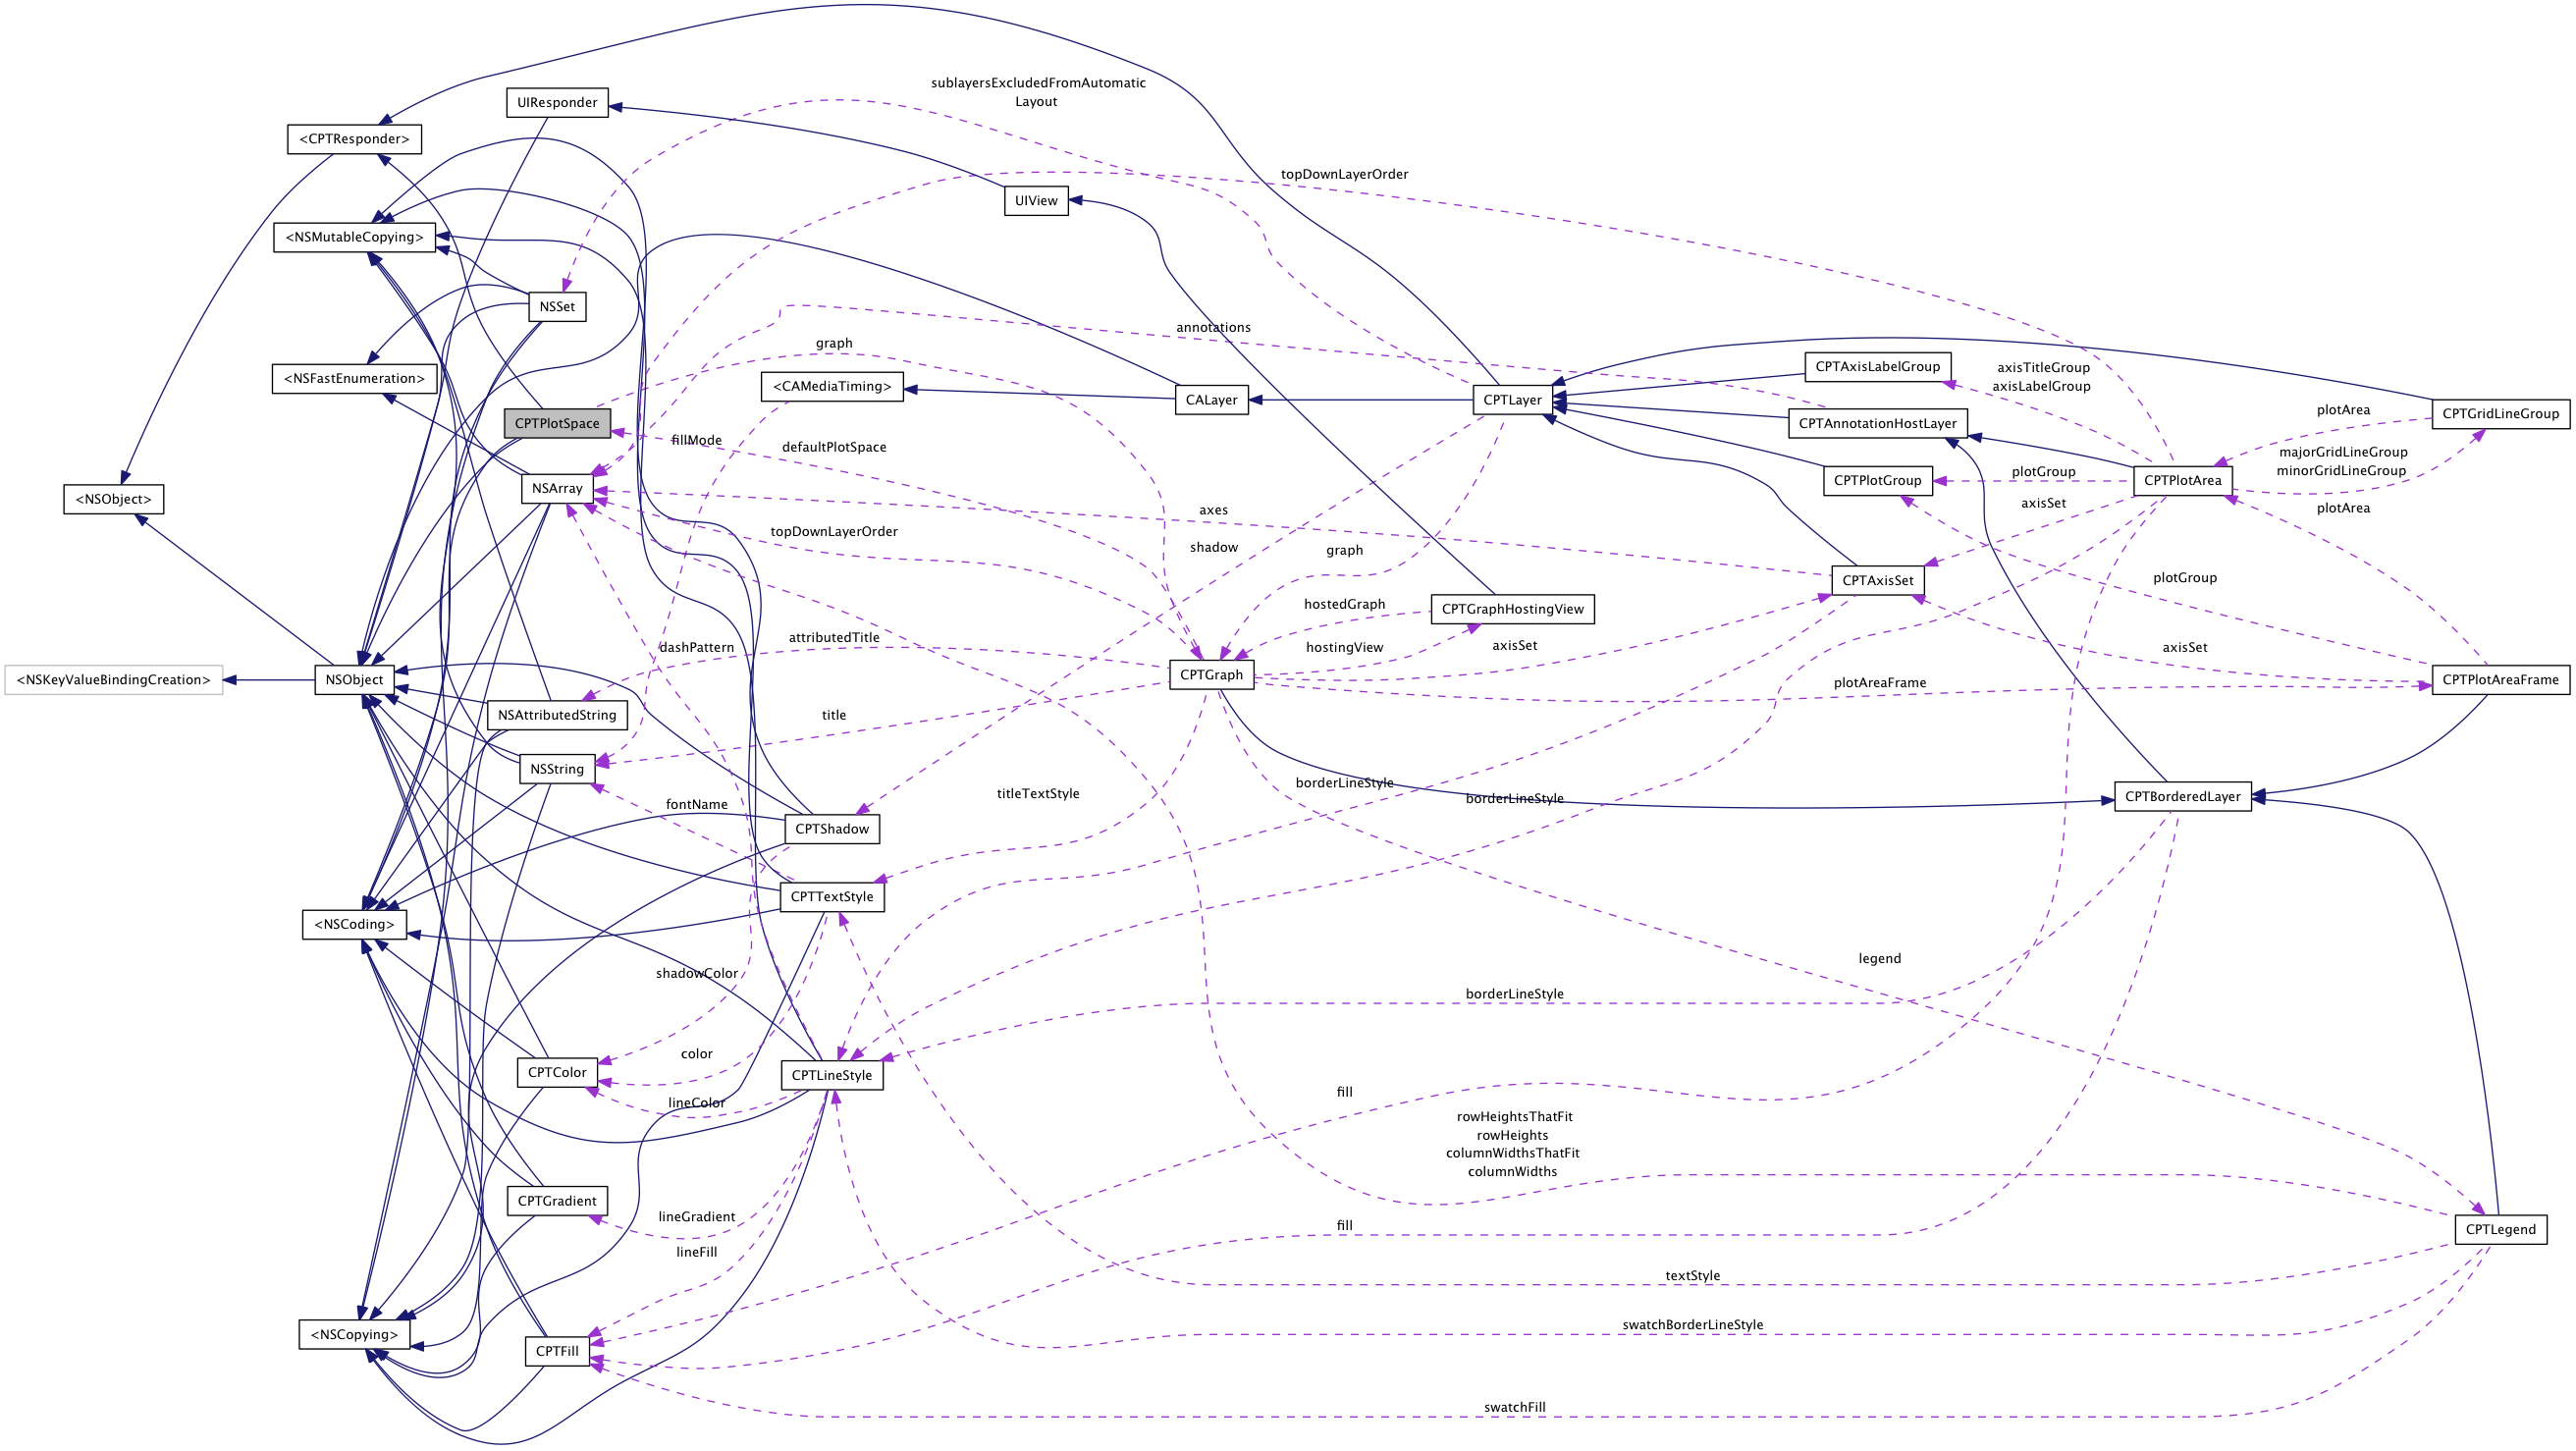 sublayersExcludedFromAutomatic
Layout
UIResponder
<CPTResponder>
topDownLayerOrder
UIView
<NSMutableCopying>
NSSet
annotations
graph
axisTitleGroup
axisLabelGroup
CPTAxisLabelGroup
<NSFastEnumeration>
<CAMediaTiming>
CALayer
CPTLayer
plotArea
CPTGridLineGroup
CPTPlotSpace
CPTAnnotationHostLayer
fillMode
defaultPlotSpace
majorGridLineGroup
minorGridLineGroup
plotGroup
CPTPlotGroup
CPTPlotArea
NSArray
<NSObject>
axes
axisSet
plotArea
topDownLayerOrder
shadow
graph
CPTAxisSet
plotGroup
hostedGraph
CPTGraphHostingView
attributedTitle
dashPattern
hostingView
axisSet
axisSet
<NSKeyValueBindingCreation>
NSObject
CPTGraph
plotAreaFrame
CPTPlotAreaFrame
NSAttributedString
title
NSString
borderLineStyle
borderLineStyle
titleTextStyle
fontName
CPTBorderedLayer
CPTShadow
CPTTextStyle
<NSCoding>
legend
shadowColor
borderLineStyle
color
CPTColor
CPTLineStyle
lineColor
fill
rowHeightsThatFit
rowHeights
columnWidthsThatFit
columnWidths
CPTGradient
lineGradient
fill
CPTLegend
lineFill
textStyle
<NSCopying>
swatchBorderLineStyle
CPTFill
swatchFill